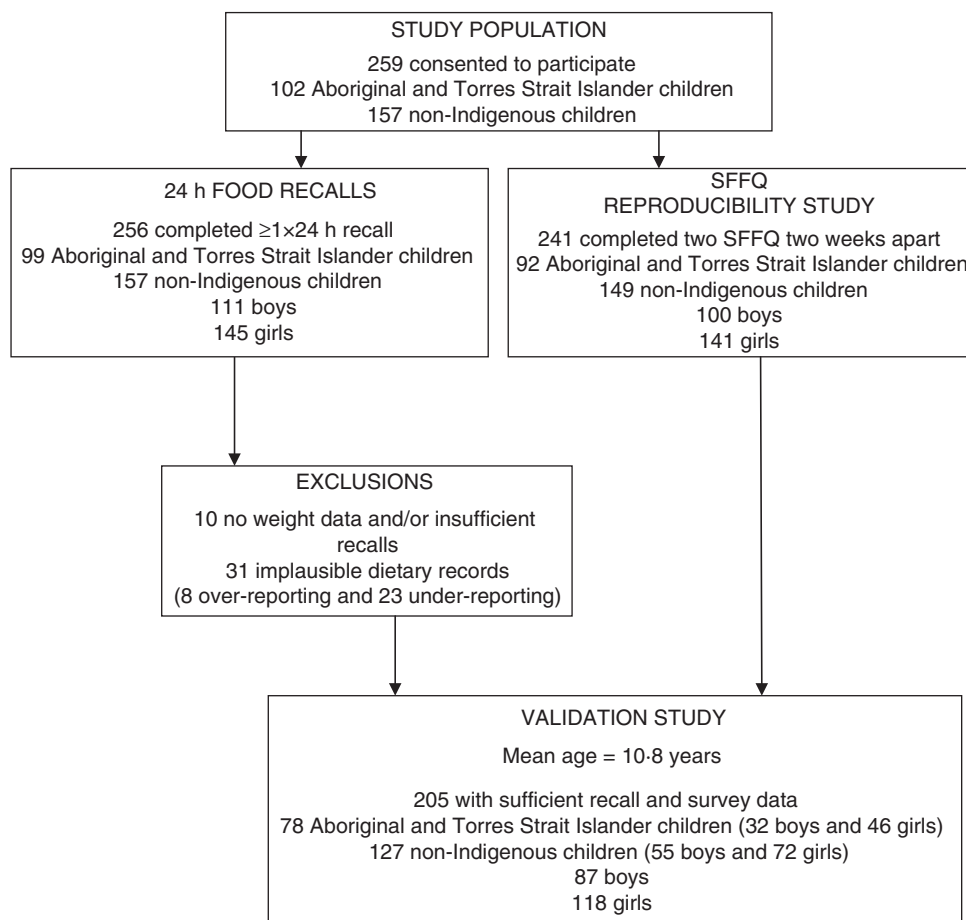 STUDY POPULATION
259 consented to participate
102 Aboriginal and Torres Strait Islander children
157 non-Indigenous children
24 h FOOD RECALLS
256 completed ≥1×24 h recall
99 Aboriginal and Torres Strait Islander children
157 non-Indigenous children
111 boys
145 girls
SFFQ
REPRODUCIBILITY STUDY
241 completed two SFFQ two weeks apart
92 Aboriginal and Torres Strait Islander children
149 non-Indigenous children
100 boys
141 girls
EXCLUSIONS
10 no weight data and/or insufficient
recalls
31 implausible dietary records
(8 over-reporting and 23 under-reporting)
VALIDATION STUDY
Mean age = 10·8 years
205 with sufficient recall and survey data
78 Aboriginal and Torres Strait Islander children (32 boys and 46 girls)
127 non-Indigenous children (55 boys and 72 girls)
87 boys
118 girls